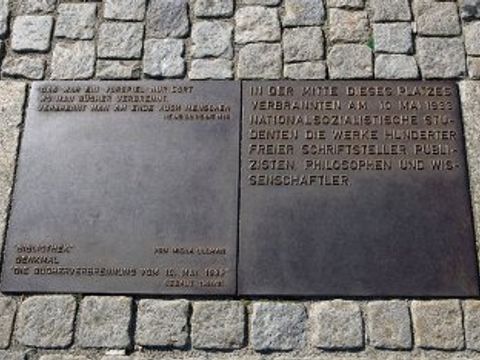 "DAS WAR EIN VORSPIEL NUR, DORT
WO MAN BÜCHER VERBRENNT,
VERBRENNT MAN AM ENDE AUCH MENSCHEN"
HEINRICH HEINE
"BIBLIOTHEK"
VON MICHA ULLMAN
DENKMAL
DIE BÜCHERVERBRENNUNG VOM 10. MAI 1933
IN DER MITTE DIESES PLATZES
VERBRANNTEN AM 10 MAI 1933
NATIONALSOZIALISTISCHE STU-
DENTEN DIE WERKE HUNDERTER
FREIER SCHRIFTSTELLER PUBLI-
ZISTEN, PHILOSOPHEN UND WIS-
SENSCHAFTLER.